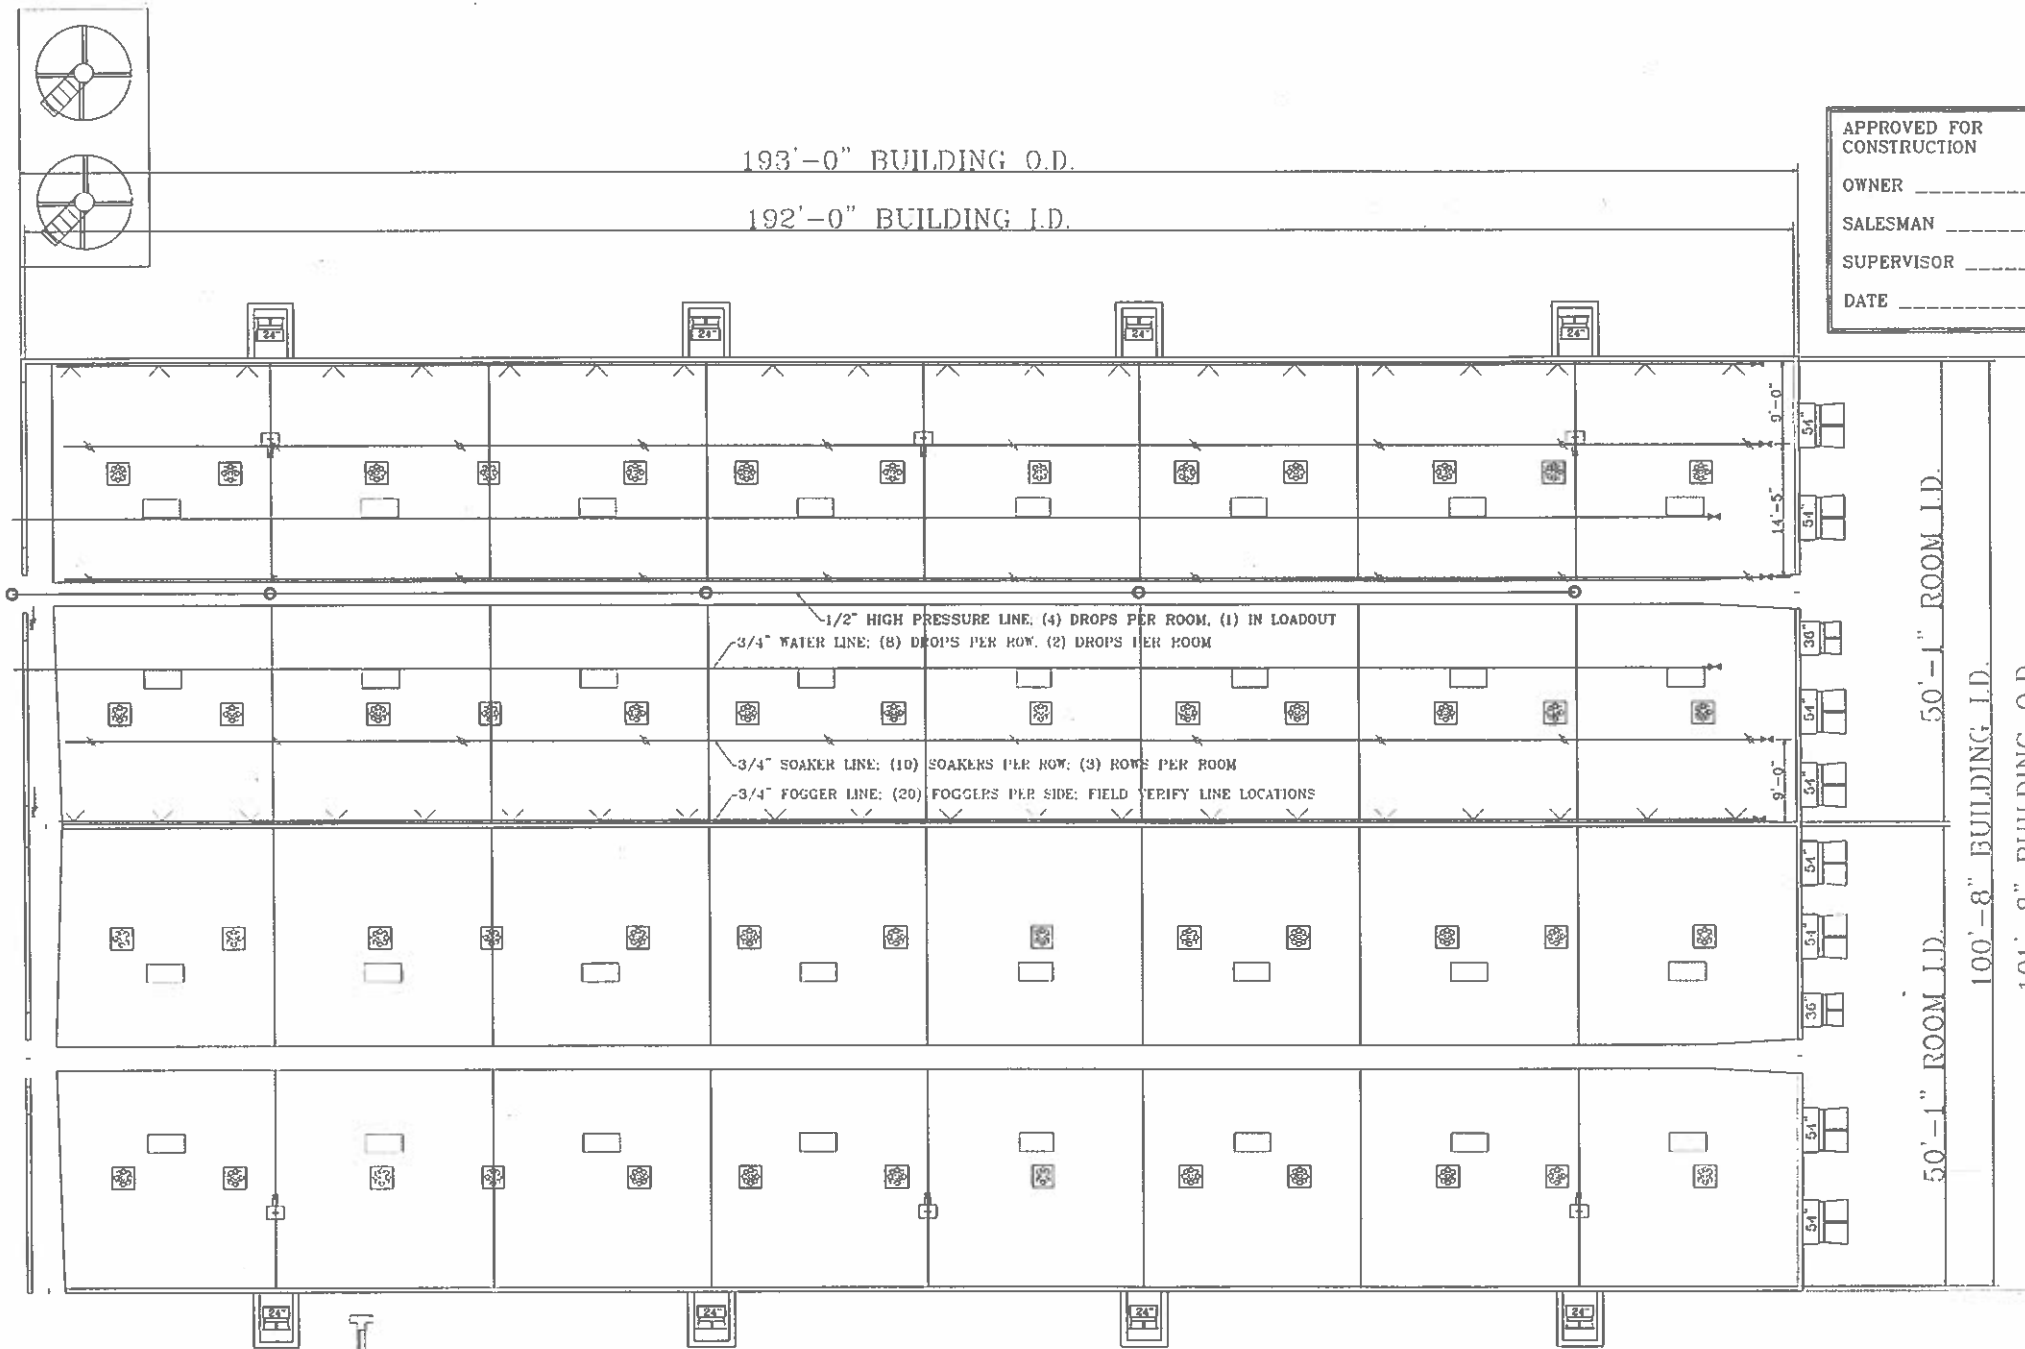 193'-0" BUILDING O.D.
192'-0" BUILDING I.D.
APPROVED FOR
CONSTRUCTION
OWNER
SALESMAN
SUPERVISOR
DATE
24"
24"
24"
24"
9'-0"
54"
14'-5"
54"
1/2" HIGH PRESSURE LINE; (4) DROPS PER ROOM, (1) IN LOADOUT
3/4" WATER LINE; (8) DROPS PER ROW, (2) DROPS PER ROOM
36"
54"
3/4" SOAKER LINE; (10) SOAKERS PER ROW; (3) ROWS PER ROOM
3/4" FOGGER LINE; (20) FOGGERS PER SIDE; FIELD VERIFY LINE LOCATIONS
9'-0"
54"
54"
54"
36"
54"
54"
50'-1" ROOM I.D.
50'-1" ROOM I.D.
100'-8" BUILDING I.D.
101'-8" BUILDING O.D.
24"
24"
24"
24"